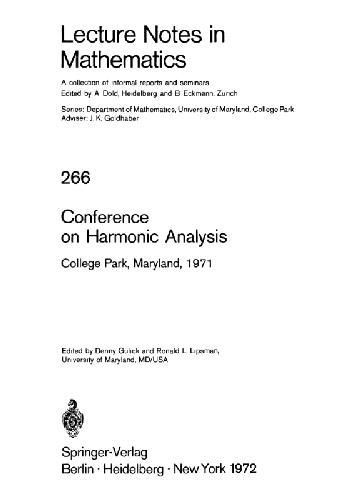 Lecture Notes in
Mathematics
A collection of informal reports and seminars
Edited by A. Dold, Heidelberg and B. Eckmann, Zürich
Series: Department of Mathematics, University of Maryland, College Park
Adviser: J. K. Goldhaber
266
Conference
on Harmonic Analysis
College Park, Maryland, 1971
Edited by Denny Gulick and Ronald L. Lipsman,
University of Maryland, MD/USA
Springer-Verlag
Berlin · Heidelberg · New York 1972